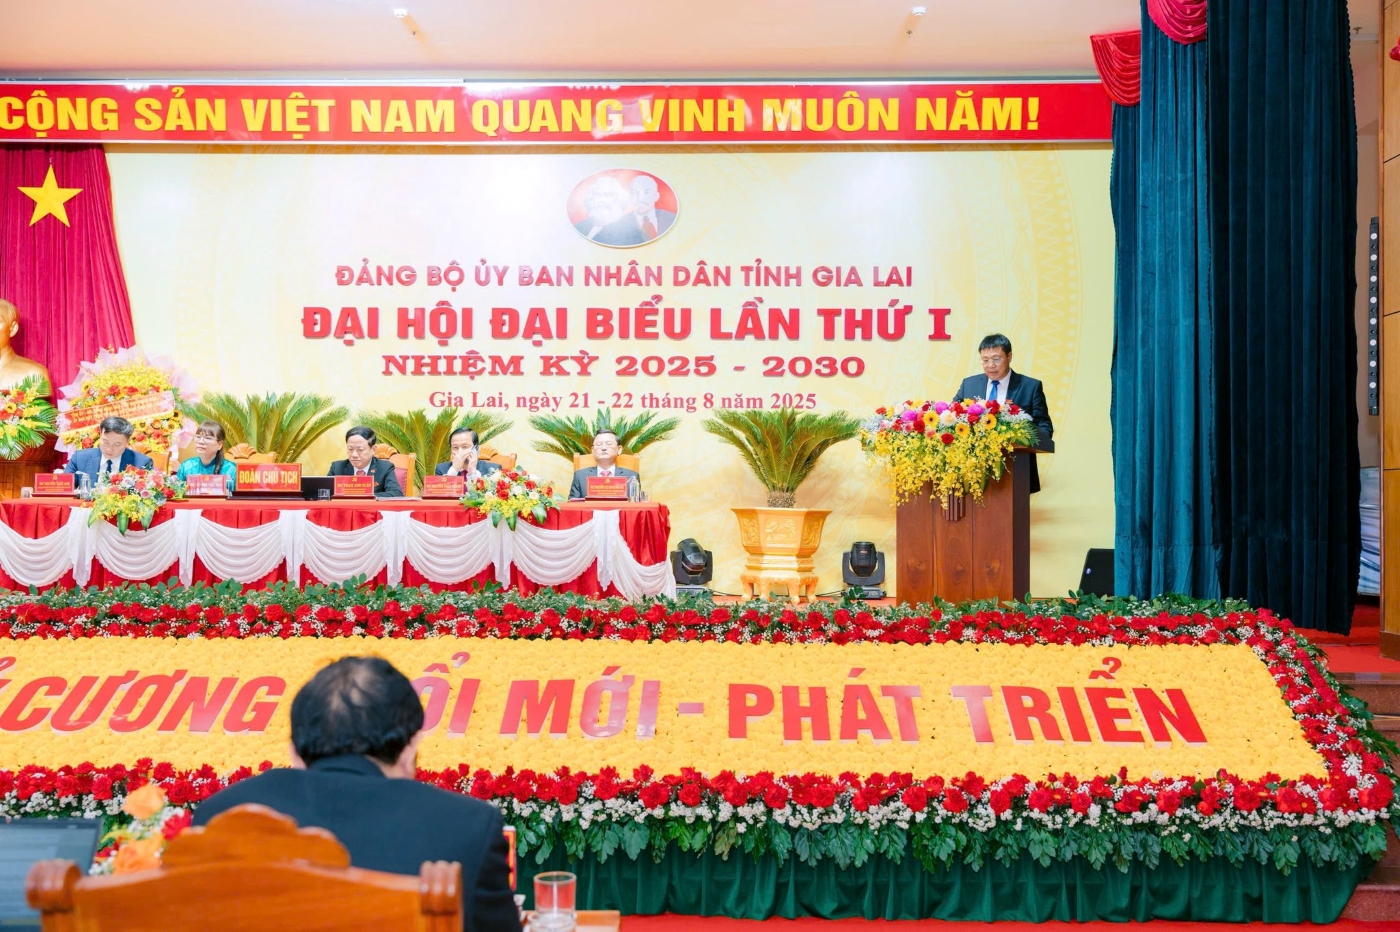 CỘNG SẢN VIỆT NAM QUANG VINH MUÔN NĂM!
ĐẢNG BỘ ỦY BAN NHÂN DÂN TỈNH GIA LAI
ĐẠI HỘI ĐẠI BIỂU LẦN THỨ I
NHIỆM KỲ 2025 - 2030
Gia Lai, ngày 21 - 22 tháng 8 năm 2025
ĐOÀN CHỦ TỊCH
CƯƠNG ỔI MỚI - PHÁT TRIỂN